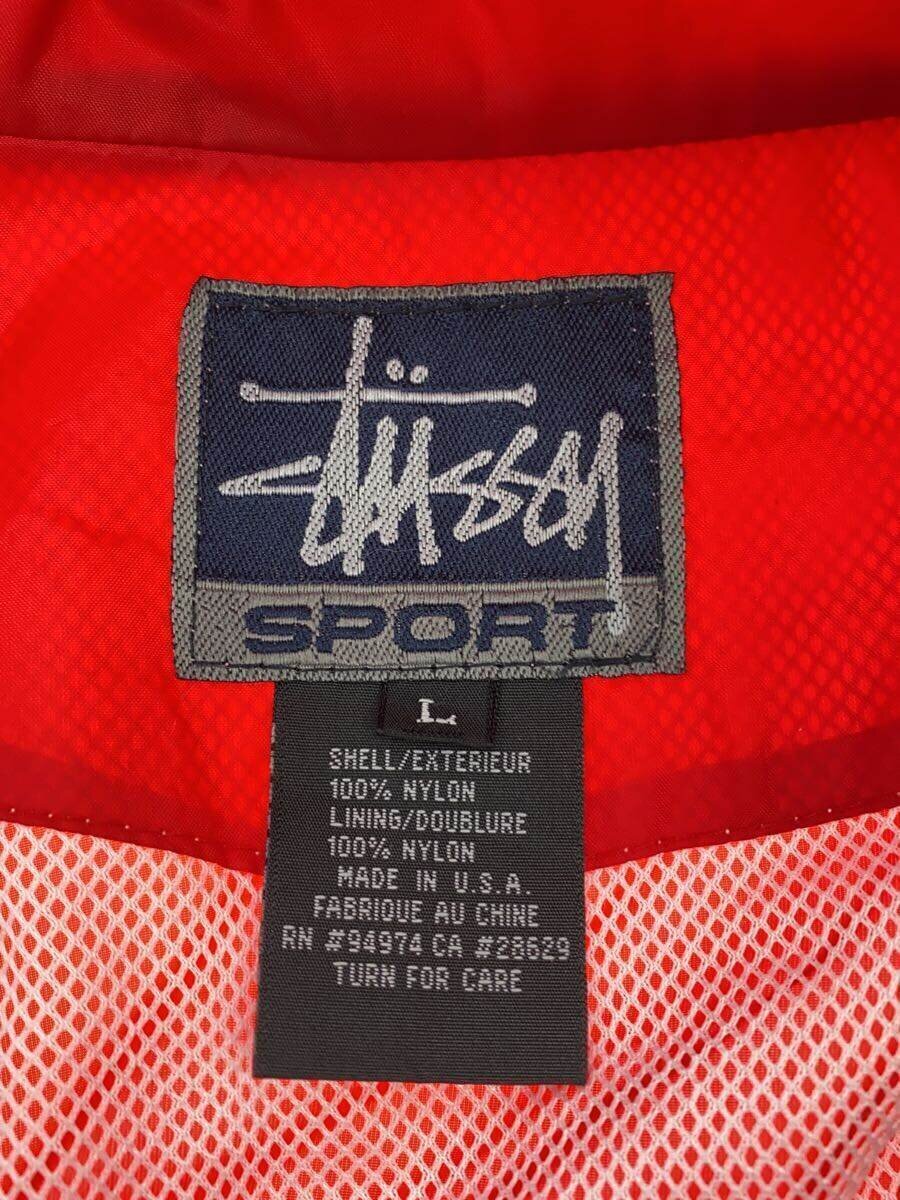 stüssy
SPORT
L
SHELL/EXTERIEUR
100% NYLON
LINING/DOUBLURE
100% NYLON
MADE IN U.S.A.
FABRIQUE AU CHINE
RN #94974 CA #28629
TURN FOR CARE